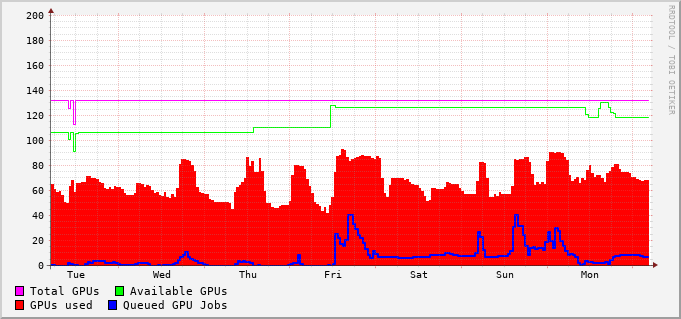 200
180
160
140
120
100
80
60
40
20
0
Tue Wed Thu Fri Sat Sun Mon
Total GPUs Available GPUs
GPUs used Queued GPU Jobs
RRDTOOL / TOBI OETIKER